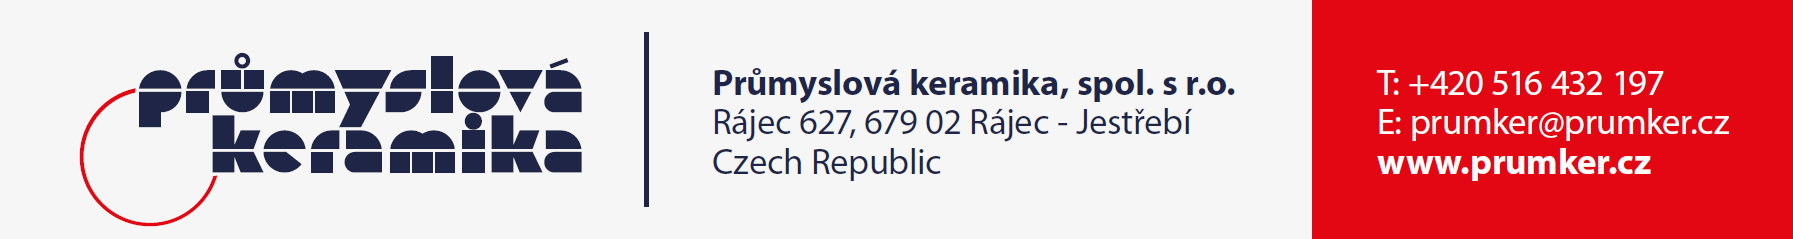 průmyslová
keramika
Průmyslová keramika, spol. s r.o.
Rájec 627, 679 02 Rájec - Jestřebí
Czech Republic
T: +420 516 432 197
E: prumker@prumker.cz
www.prumker.cz